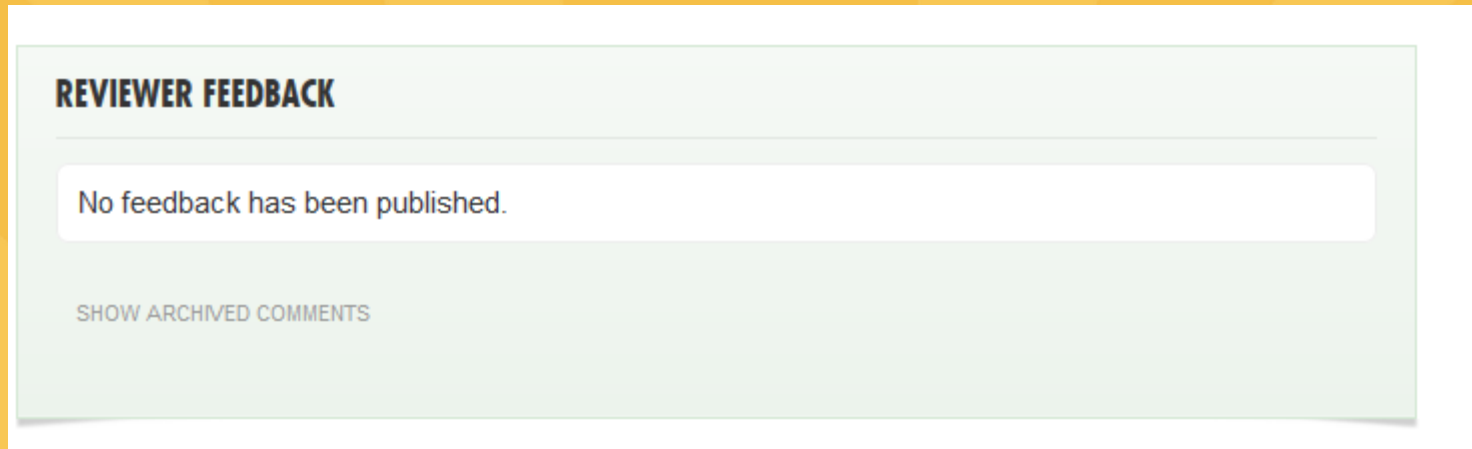 REVIEWER FEEDBACK
No feedback has been published.
SHOW ARCHIVED COMMENTS